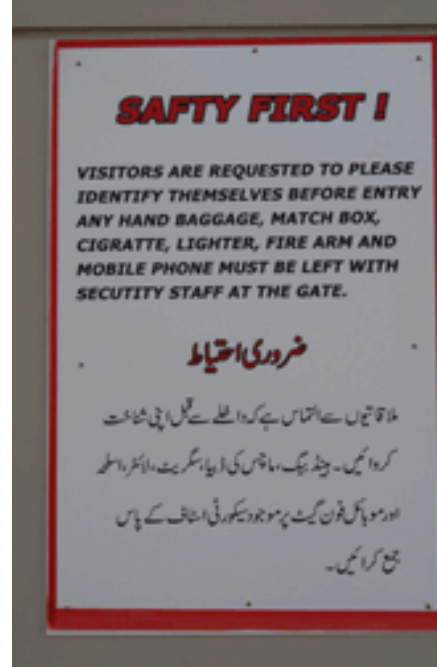 SAFTY FIRST !
VISITORS ARE REQUESTED TO PLEASE
IDENTIFY THEMSELVES BEFORE ENTRY
ANY HAND BAGGAGE, MATCH BOX,
CIGRATTE, LIGHTER, FIRE ARM AND
MOBILE PHONE MUST BE LEFT WITH
SECUTITY STAFF AT THE GATE.
ضروری احتیاط
ملاقاتیوں سے التماس ہے کہ داخلے سے قبل اپنی شناخت
کروائیں۔ ہینڈ بیگ، ماچس کی ڈبیا، سگریٹ، لائٹر، اسلحہ
اور موبائل فون گیٹ پر موجود سیکورٹی اسٹاف کے پاس
جمع کرائیں۔